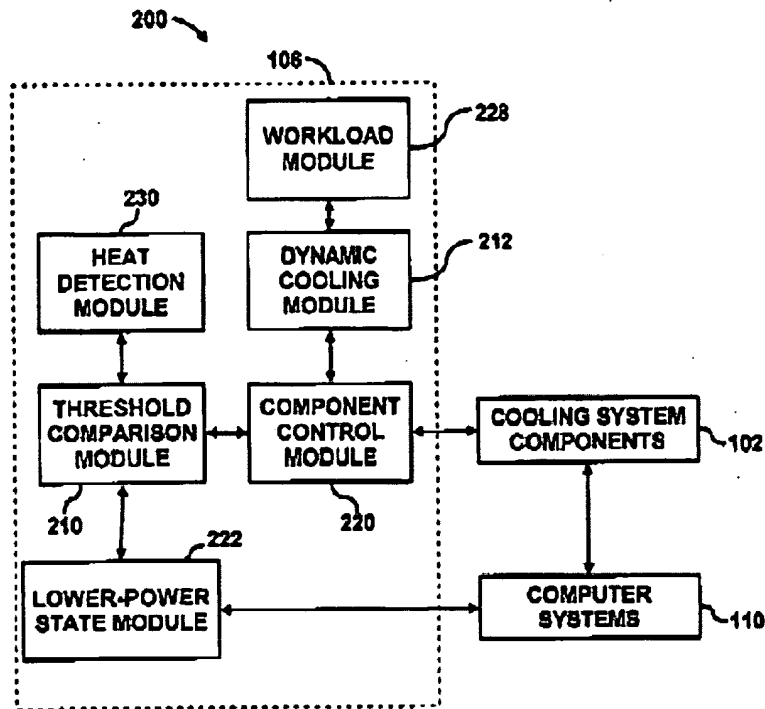 200
106
WORKLOAD
MODULE
228
230
HEAT
DETECTION
MODULE
DYNAMIC
COOLING
MODULE
212
THRESHOLD
COMPARISON
MODULE
COMPONENT
CONTROL
MODULE
COOLING SYSTEM
COMPONENTS
102
210
220
222
LOWER-POWER
STATE MODULE
COMPUTER
SYSTEMS
110